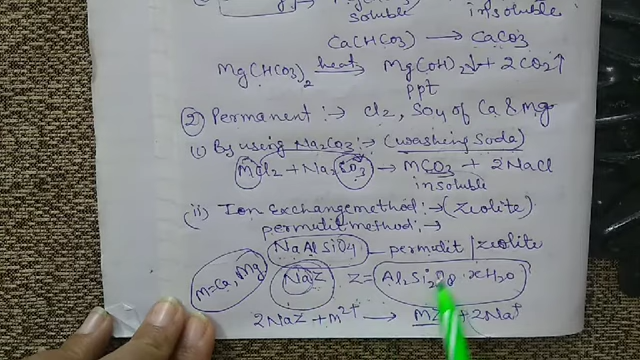 soluble insoluble
Ca(HCO3) → CaCO3
Mg(HCO3)2 heat→ Mg(OH)2↓ + 2CO2↑
ppt
② Permanent :→ Cl2, SO4 of Ca & Mg
(i) By using Na2CO3 :→ (washing Soda)
MCl2 + Na2CO3 → MCO3 + 2NaCl
insoluble
(ii) Ion Exchange method :→ (Zeolite)
permutit method :→
NaAlSiO4 permutit / zeolite
M=Ca, Mg NaZ Z= Al2Si2O8 · xH2O
2NaZ + M2+ → + 2Na+